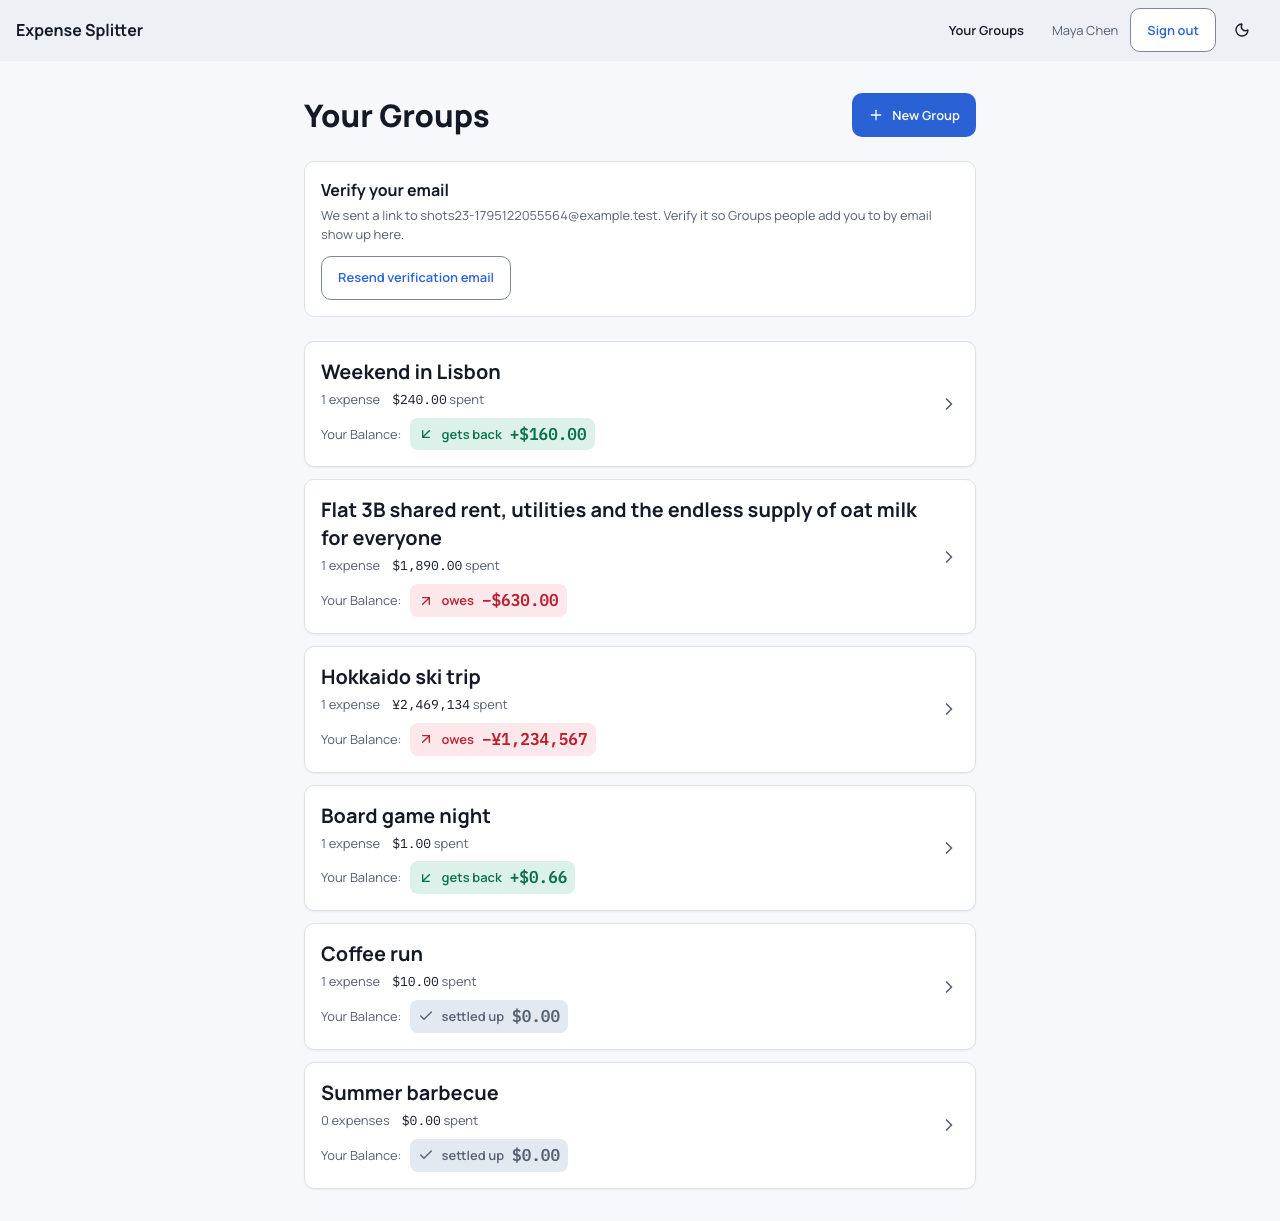 Expense Splitter
Your Groups
Maya Chen
Sign out
Your Groups
New Group
Verify your email
We sent a link to shots23-1795122055564@example.test. Verify it so Groups people add you to by email
show up here.
Resend verification email
Weekend in Lisbon
1 expense $240.00 spent
Your Balance: gets back +$160.00
Flat 3B shared rent, utilities and the endless supply of oat milk
for everyone
1 expense $1,890.00 spent
Your Balance: owes −$630.00
Hokkaido ski trip
1 expense ¥2,469,134 spent
Your Balance: owes −¥1,234,567
Board game night
1 expense $1.00 spent
Your Balance: gets back +$0.66
Coffee run
1 expense $10.00 spent
Your Balance: settled up $0.00
Summer barbecue
0 expenses $0.00 spent
Your Balance: settled up $0.00